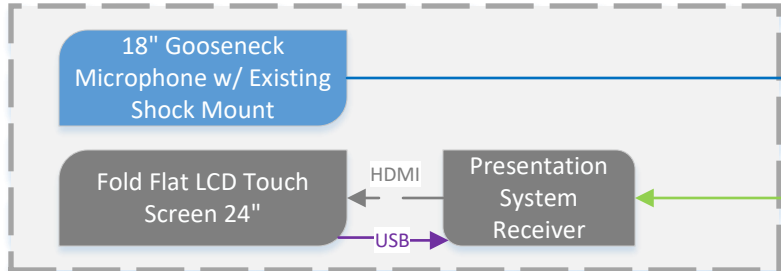 18" Gooseneck
Microphone w/ Existing
Shock Mount
Fold Flat LCD Touch
Screen 24"
HDMI
USB
Presentation
System
Receiver